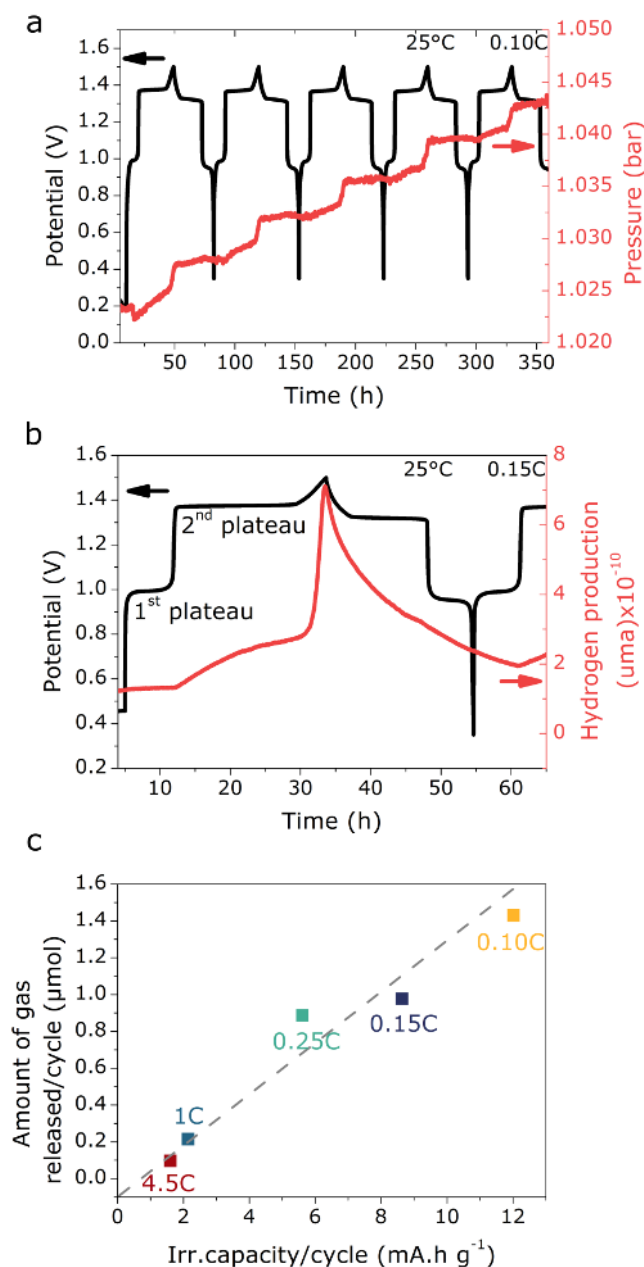 a
25°C 0.10C
1.6
1.4
1.2
1.0
0.8
0.6
0.4
0.2
0.0
Potential (V)
1.050
1.045
1.040
1.035
1.030
1.025
1.020
Pressure (bar)
50 100 150 200 250 300 350
Time (h)
b
25°C 0.15C
1.6
1.4
1.2
1.0
0.8
0.6
0.4
0.2
Potential (V)
2nd plateau
1st plateau
8
6
4
2
0
Hydrogen production
(uma)x10-10
10 20 30 40 50 60
Time (h)
c
1.6
1.4
1.2
1.0
0.8
0.6
0.4
0.2
0.0
Amount of gas
released/cycle (μmol)
0.10C
0.15C
0.25C
1C
4.5C
0 2 4 6 8 10 12
Irr.capacity/cycle (mA.h g-1)